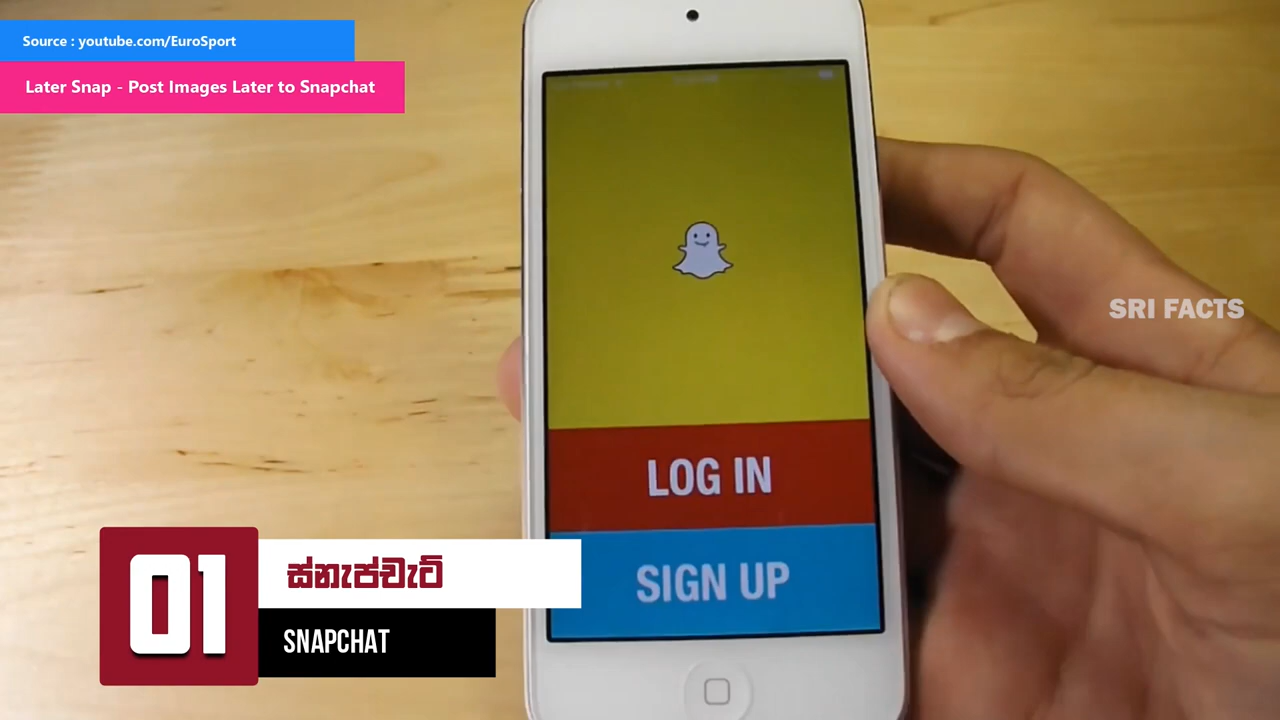 Source : youtube.com/EuroSport
Later Snap - Post Images Later to Snapchat
SRI FACTS
LOG IN
SIGN UP
01
ස්නැප්චැට්
SNAPCHAT